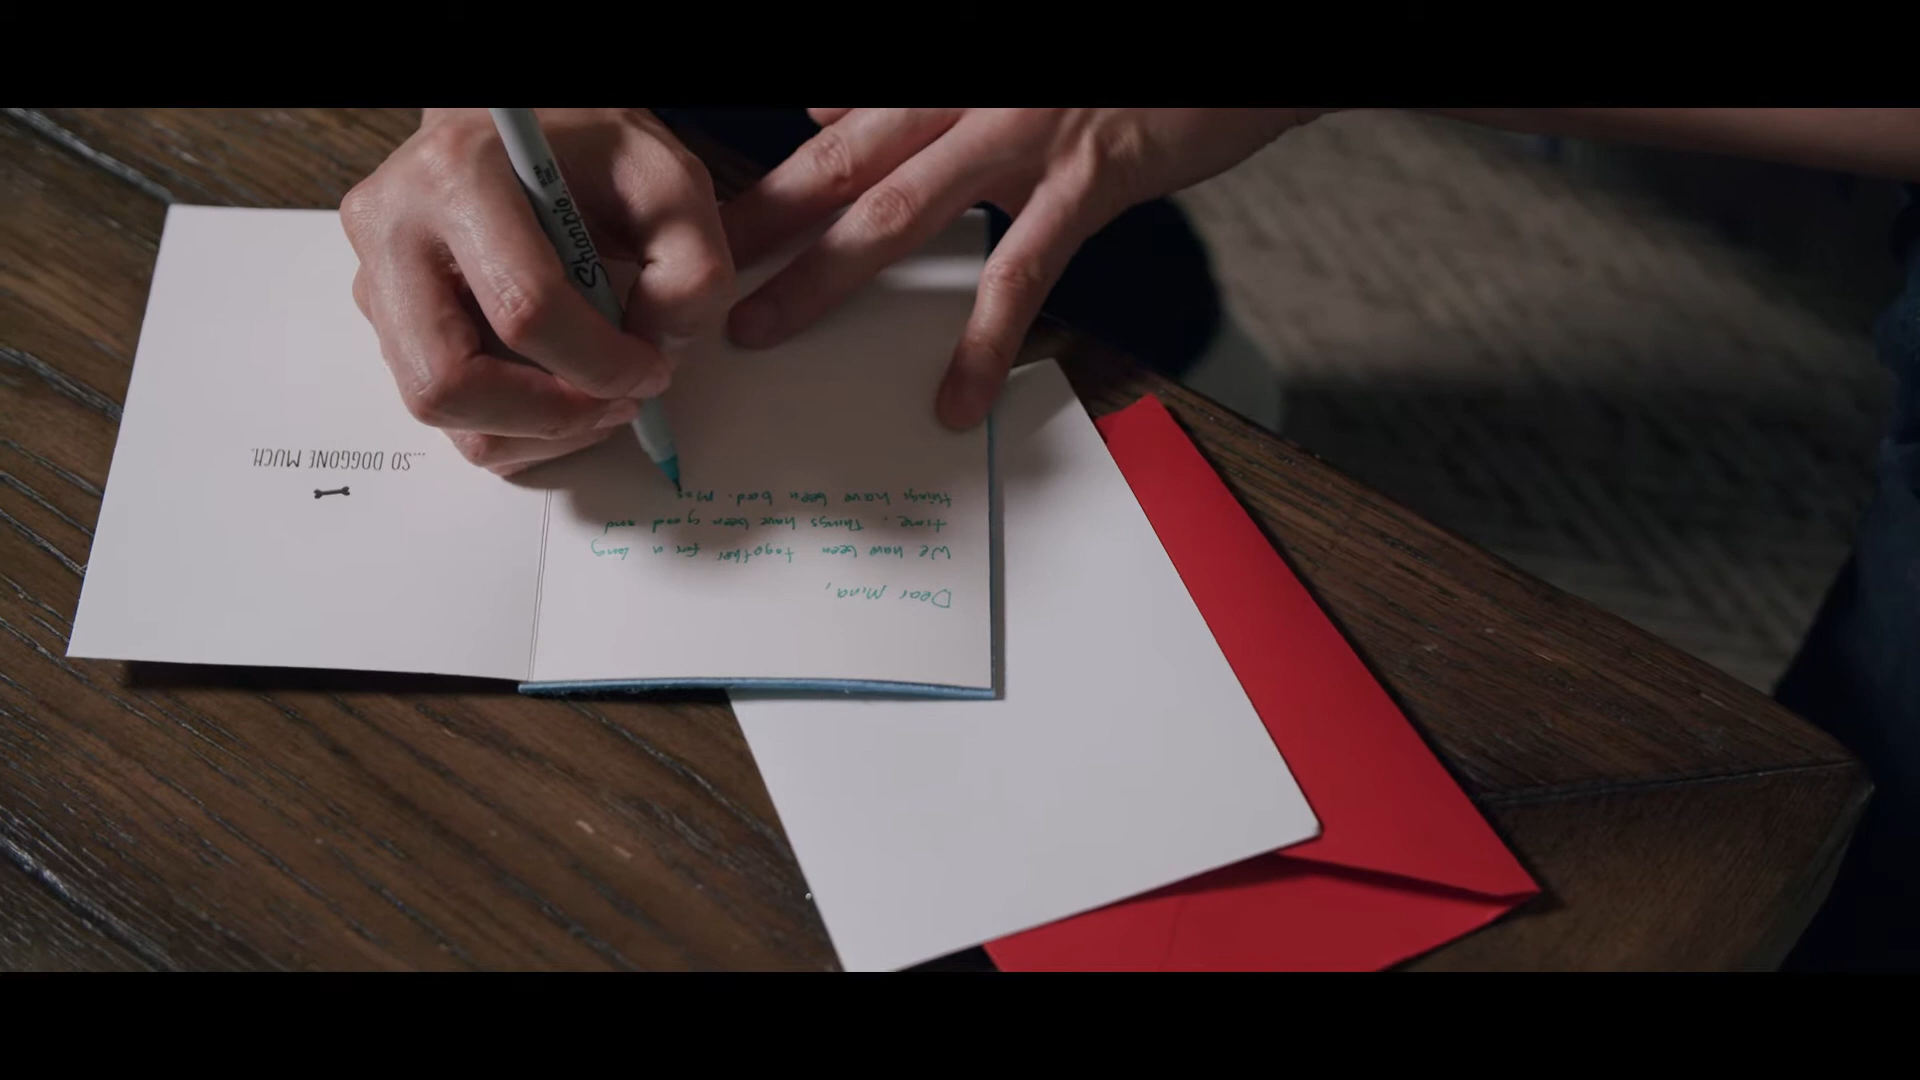 Sharpie
...SO DOGGONE MUCH.
Dear Mina,
We have been together for a long
time. Things have been good and
things have been bad. Mos